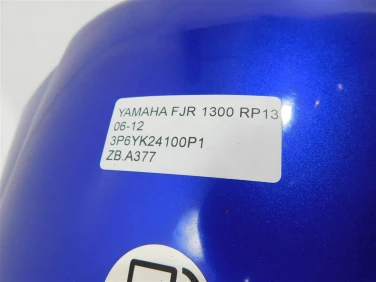 YAMAHA FJR 1300 RP13
06-12
3P6YK24100P1
ZB.A377